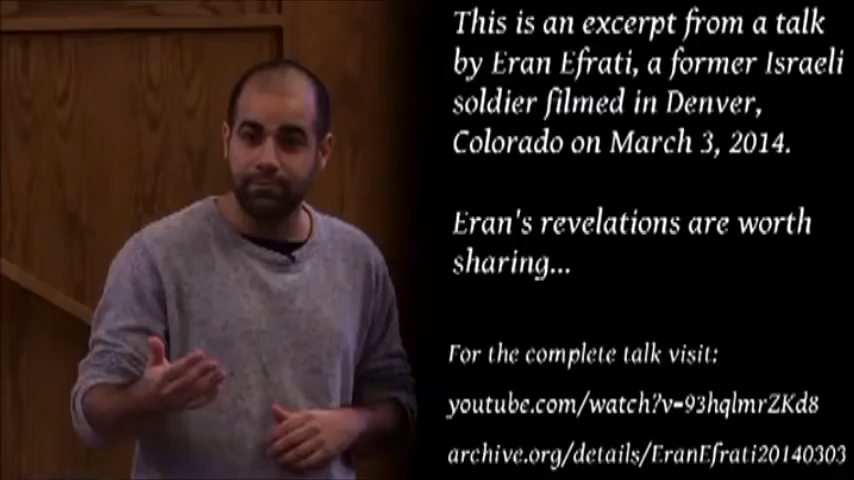 This is an excerpt from a talk
by Eran Efrati, a former Israeli
soldier filmed in Denver,
Colorado on March 3, 2014.
Eran's revelations are worth
sharing...
For the complete talk visit:
youtube.com/watch?v=93hqlmrZKd8
archive.org/details/EranEfrati20140303